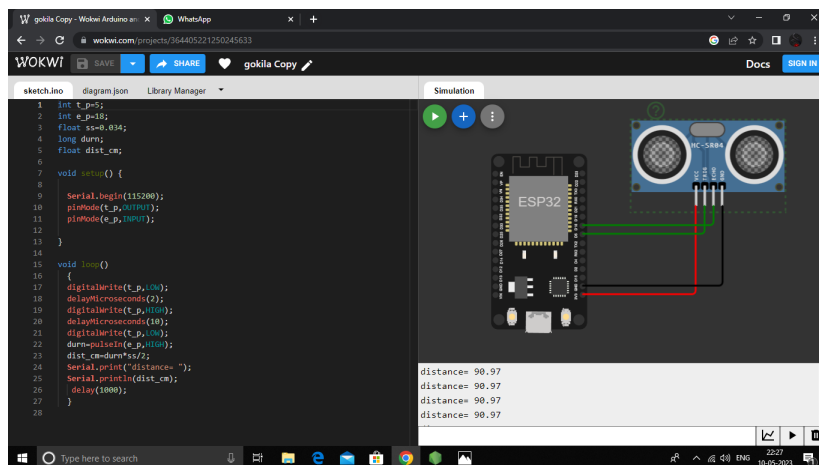 gokila Copy - Wokwi Arduino an
WhatsApp
wokwi.com/projects/364405221250245633
WOKWI
SAVE
SHARE
gokila Copy
Docs
SIGN IN
sketch.ino
diagram.json
Library Manager
Simulation
1 int t_p=5;
2 int e_p=18;
3 float ss=0.034;
4 long durn;
5 float dist_cm;
6
7 void setup() {
8
9 Serial.begin(115200);
10 pinMode(t_p,OUTPUT);
11 pinMode(e_p,INPUT);
12
13 }
14
15 void loop()
16 {
17 digitalWrite(t_p,LOW);
18 delayMicroseconds(2);
19 digitalWrite(t_p,HIGH);
20 delayMicroseconds(10);
21 digitalWrite(t_p,LOW);
22 durn=pulseIn(e_p,HIGH);
23 dist_cm=durn*ss/2;
24 Serial.print("distance= ");
25 Serial.println(dist_cm);
26 delay(1000);
27 }
28
HC-SR04
VCC
TRIG
ECHO
GND
ESP32
distance= 90.97
distance= 90.97
distance= 90.97
distance= 90.97
Type here to search
ENG
22:27
10-05-2023